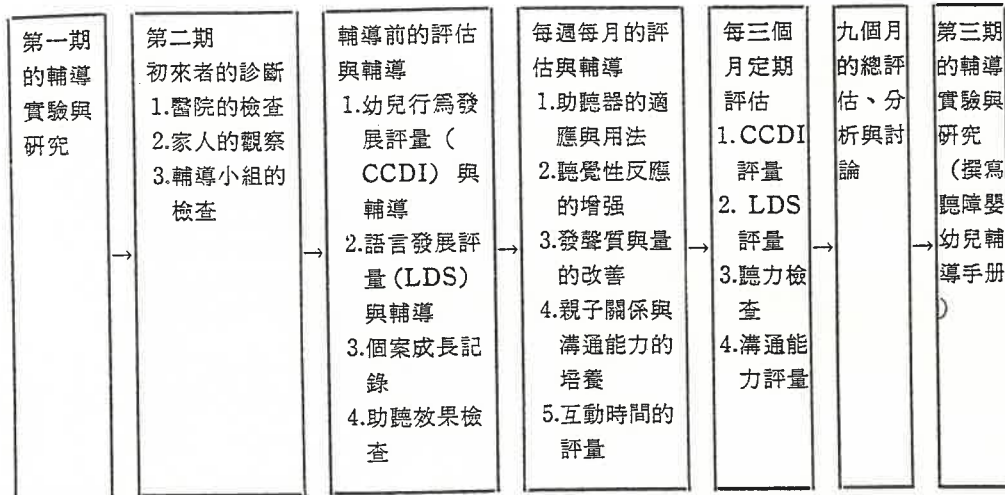 第一期
的輔導
實驗與
研究
→
第二期
初來者的診斷
1.醫院的檢查
2.家人的觀察
3.輔導小組的
檢查
→
輔導前的評估
與輔導
1.幼兒行爲發
展評量（
CCDI）與
輔導
2.語言發展評
量(LDS)
與輔導
3.個案成長記
錄
4.助聽效果檢
查
→
每週每月的評
估與輔導
1.助聽器的適
應與用法
2.聽覺性反應
的增强
3.發聲質與量
的改善
4.親子關係與
溝通能力的
培養
5.互動時間的
評量
→
每三個
月定期
評估
1.CCDI
評量
2. LDS
評量
3.聽力檢
查
4.溝通能
力評量
→
九個月
的總評
估、分
析與討
論
→
第三期
的輔導
實驗與
研究
（撰寫
聽障嬰
幼兒輔
導手册
）